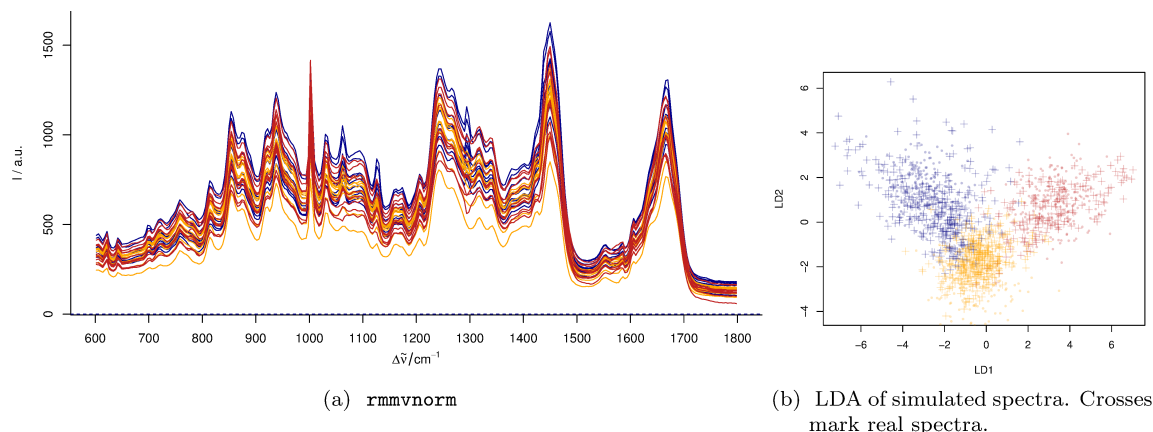 I / a.u.
1500
1000
500
0
600 700 800 900 1000 1100 1200 1300 1400 1500 1600 1700 1800
Δν̃/cm⁻¹
(a) rmmvnorm
LD2
6
4
2
0
−2
−4
−6 −4 −2 0 2 4 6
LD1
(b) LDA of simulated spectra. Crosses
mark real spectra.